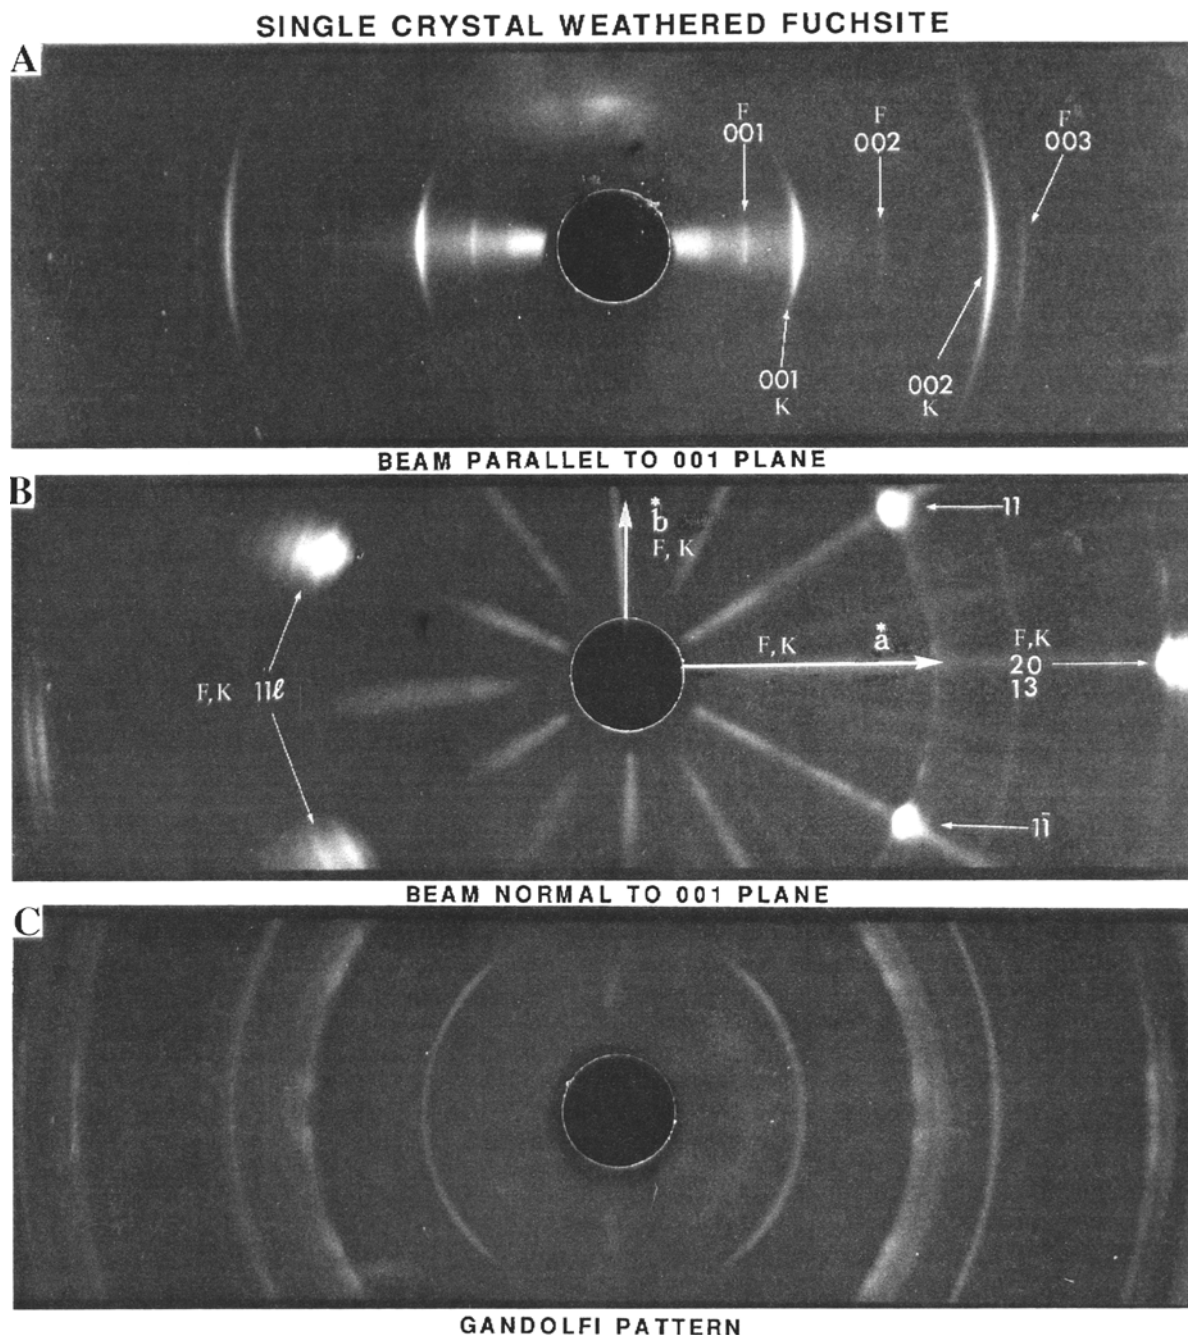 SINGLE CRYSTAL WEATHERED FUCHSITE
A
F
001
F
002
F
003
001
K
002
K
BEAM PARALLEL TO 001 PLANE
B
b*
F, K
11
F, K
a*
F,K
20
13
F, K 11ℓ
11̄
BEAM NORMAL TO 001 PLANE
C
GANDOLFI PATTERN